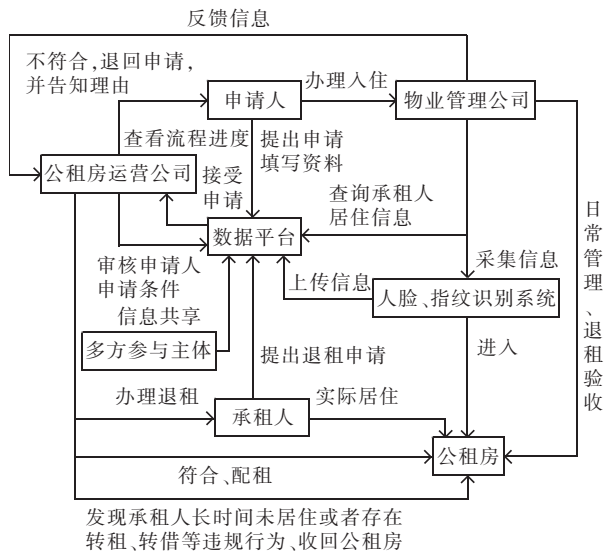 反馈信息
不符合,退回申请,
并告知理由
申请人
办理入住
物业管理公司
查看流程进度
提出申请
填写资料
公租房运营公司
接受
申请
查询承租人
居住信息
数据平台
日常管理、退租验收
审核申请人
申请条件
采集信息
上传信息
人脸、指纹识别系统
信息共享
多方参与主体
提出退租申请
进入
办理退租
承租人
实际居住
公租房
符合、配租
发现承租人长时间未居住或者存在
转租、转借等违规行为、收回公租房